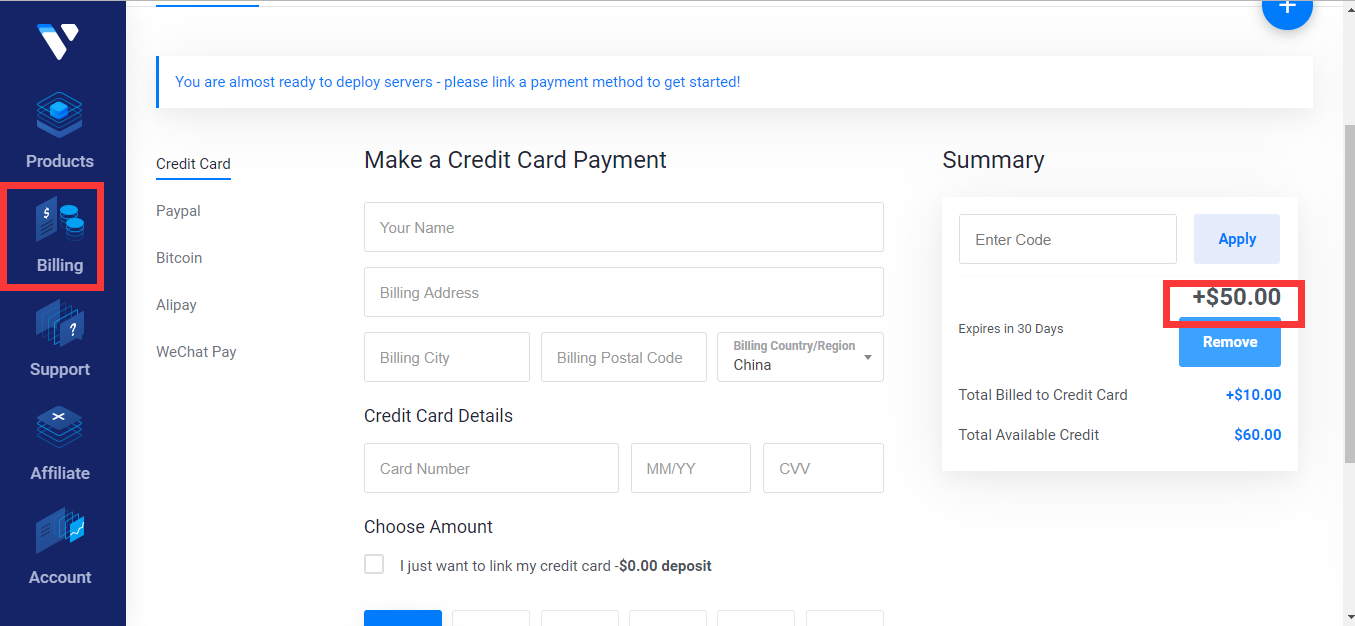 You are almost ready to deploy servers - please link a payment method to get started!
Products
Billing
Support
Affiliate
Account
Credit Card
Paypal
Bitcoin
Alipay
WeChat Pay
Make a Credit Card Payment
Your Name
Billing Address
Billing City
Billing Postal Code
Billing Country/Region
China
Credit Card Details
Card Number
MM/YY
CVV
Choose Amount
I just want to link my credit card -$0.00 deposit
Summary
Enter Code
Apply
+$50.00
Expires in 30 Days
Remove
Total Billed to Credit Card
+$10.00
Total Available Credit
$60.00